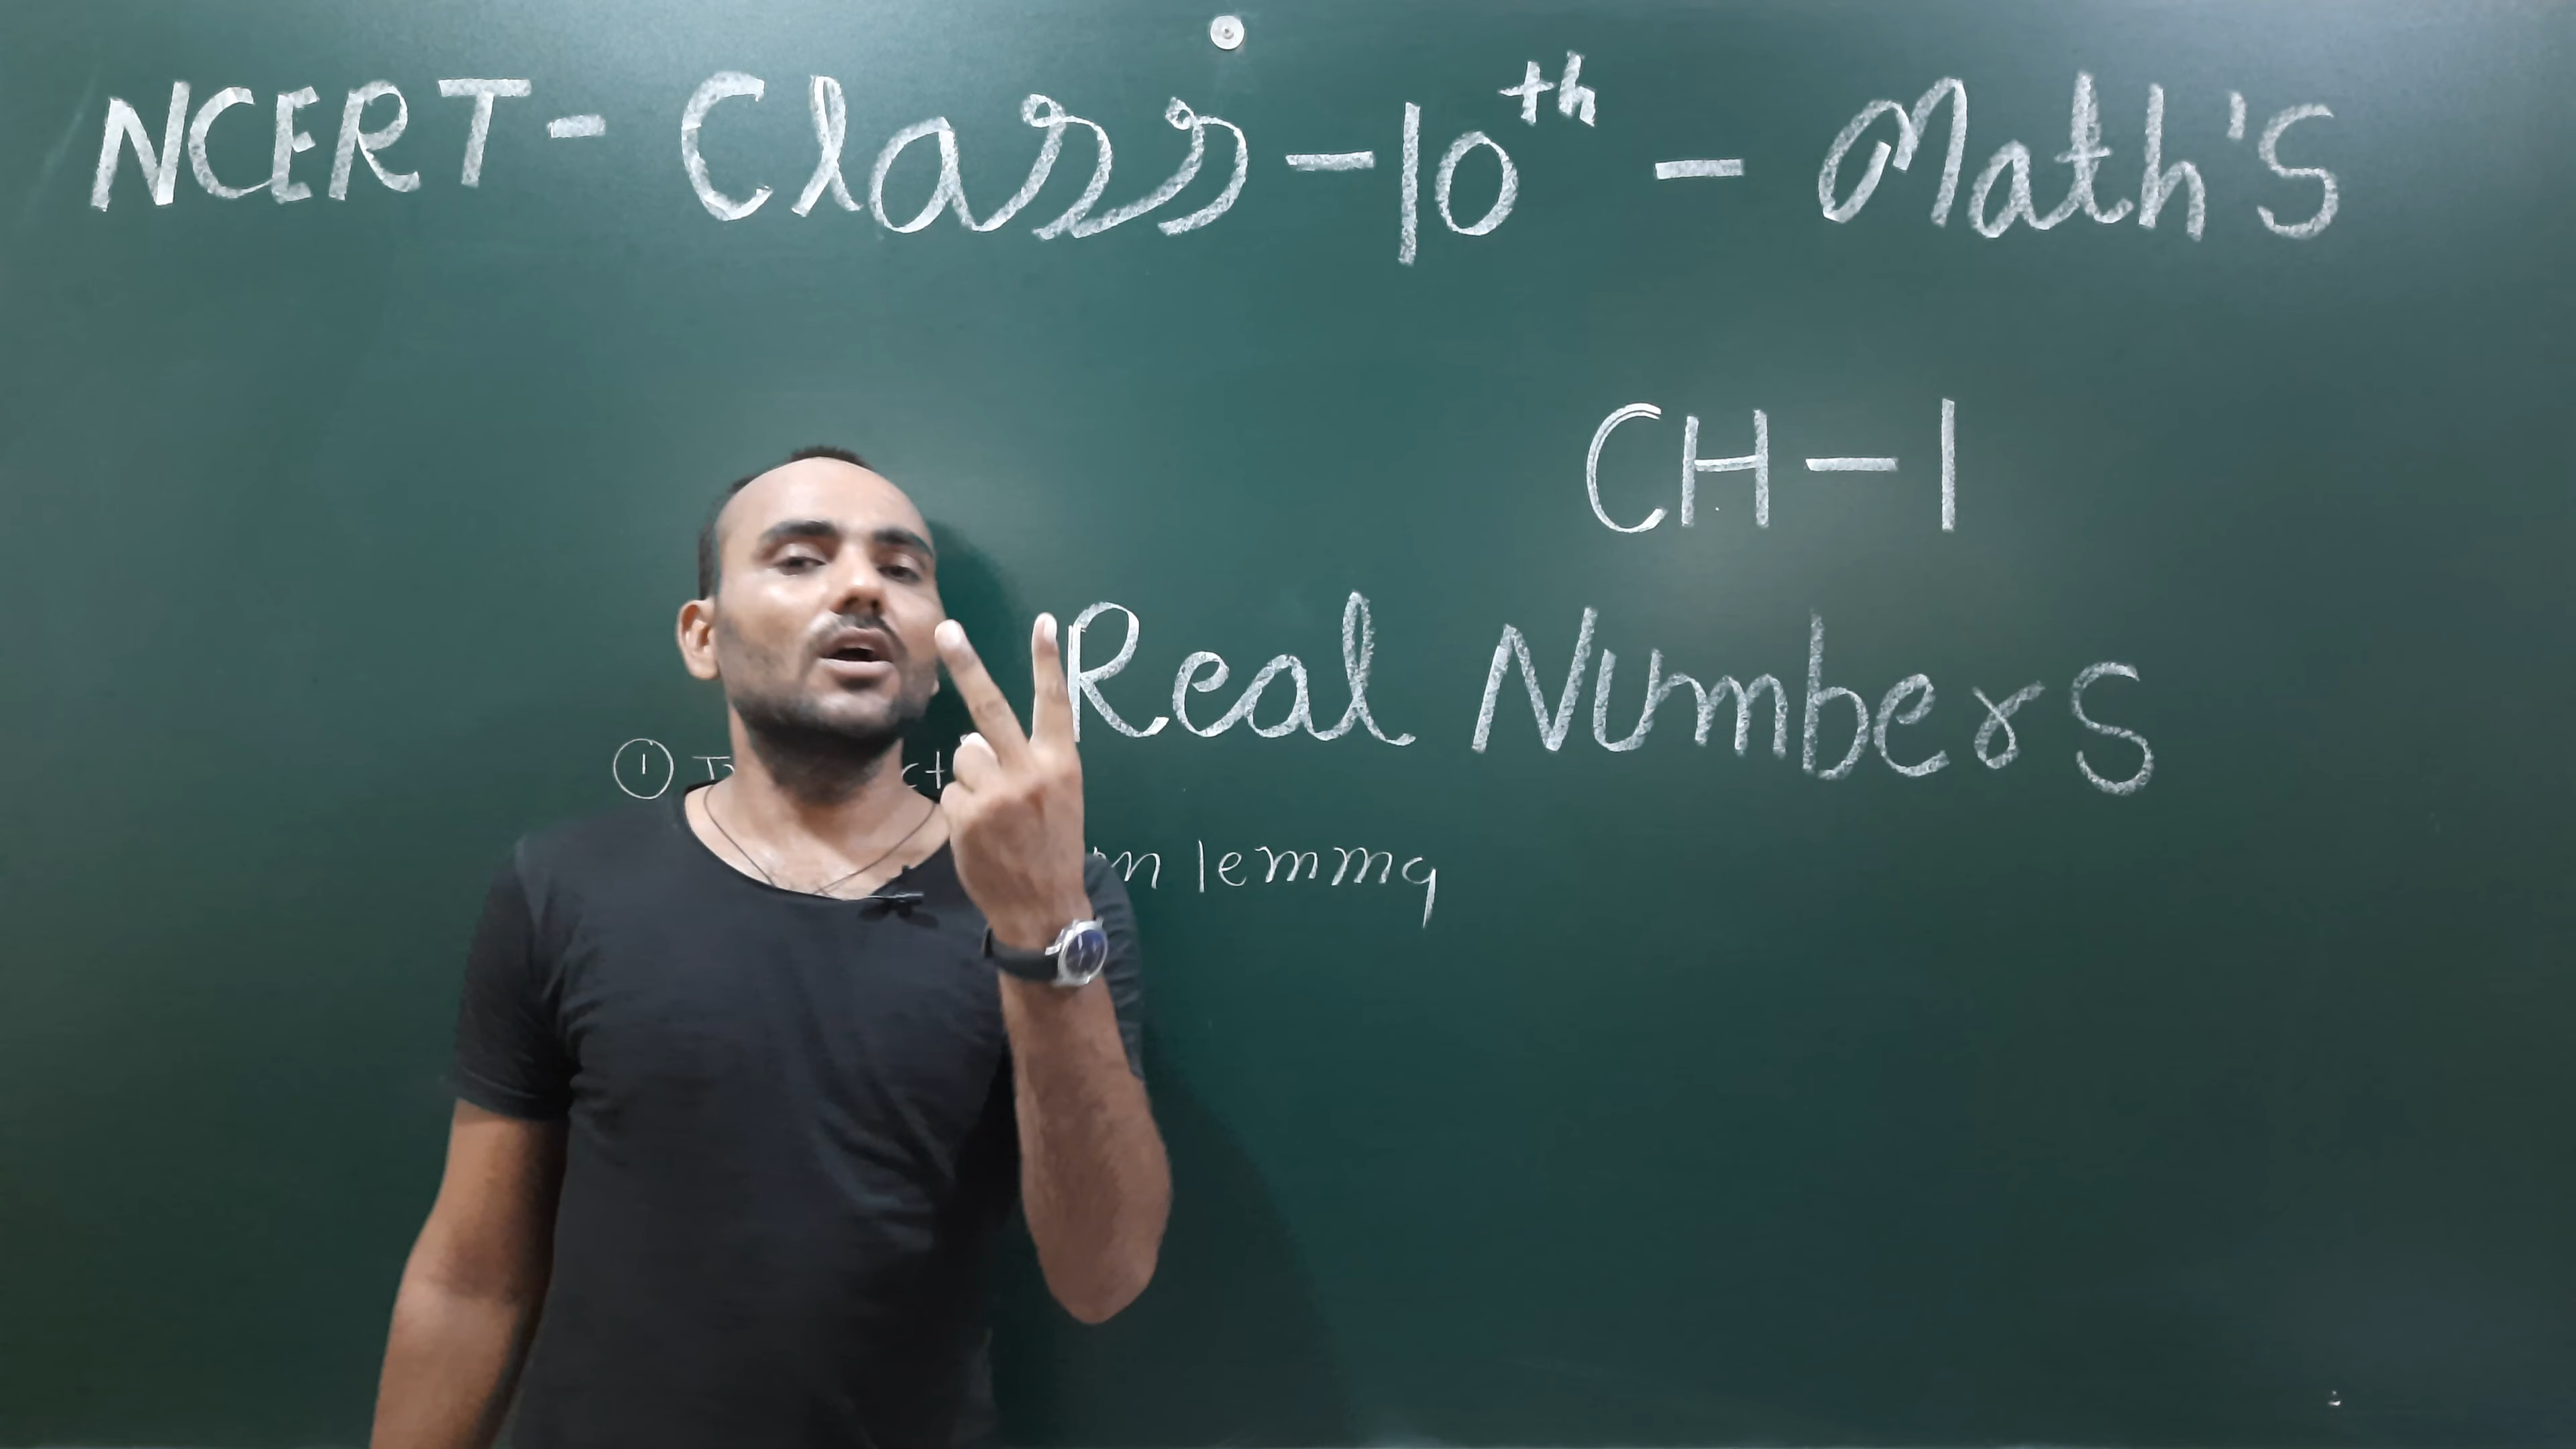 NCERT - Class - 10th - Math's
CH - 1
Real Numbers
①
lemma